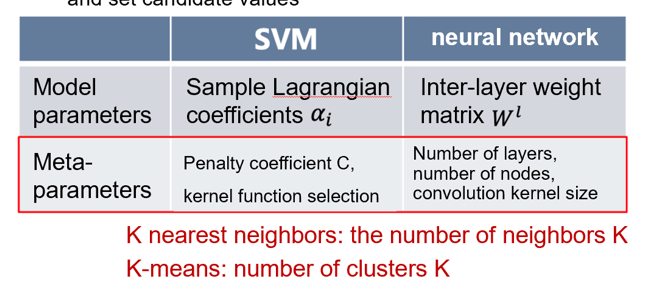 and set candidate values
SVM
neural network
Model
parameters
Sample Lagrangian
coefficients αᵢ
Inter-layer weight
matrix Wˡ
Meta-
parameters
Penalty coefficient C,
kernel function selection
Number of layers,
number of nodes,
convolution kernel size
K nearest neighbors: the number of neighbors K
K-means: number of clusters K